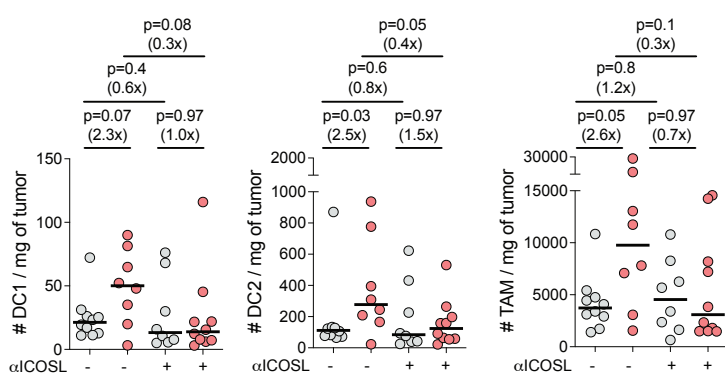 p=0.08
(0.3x)
p=0.4
(0.6x)
p=0.07
(2.3x)
p=0.97
(1.0x)
150
100
50
0
# DC1 / mg of tumor
αICOSL - - + +
p=0.05
(0.4x)
p=0.6
(0.8x)
p=0.03
(2.5x)
p=0.97
(1.5x)
2000
1000
800
600
400
200
0
# DC2 / mg of tumor
αICOSL - - + +
p=0.1
(0.3x)
p=0.8
(1.2x)
p=0.05
(2.6x)
p=0.97
(0.7x)
30000
15000
10000
5000
0
# TAM / mg of tumor
αICOSL - - + +